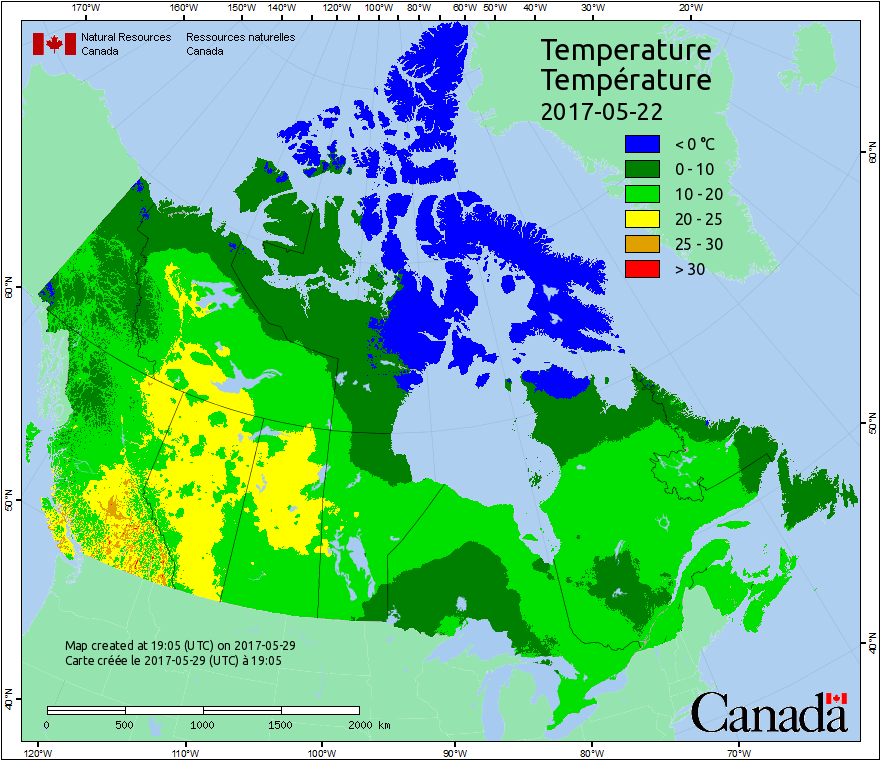 170°W 160°W 150°W 140°W 120°W 100°W 80°W 60°W 50°W 40°W 30°W 20°W
Natural Resources Ressources naturelles
Canada Canada
Temperature
Température
2017-05-22
< 0 °C
0 - 10
10 - 20
20 - 25
25 - 30
> 30
60°N 60°N
50°N 50°N
40°N 40°N
Map created at 19:05 (UTC) on 2017-05-29
Carte créée le 2017-05-29 (UTC) à 19:05
0 500 1000 1500 2000 km
Canada
120°W 110°W 100°W 90°W 80°W 70°W